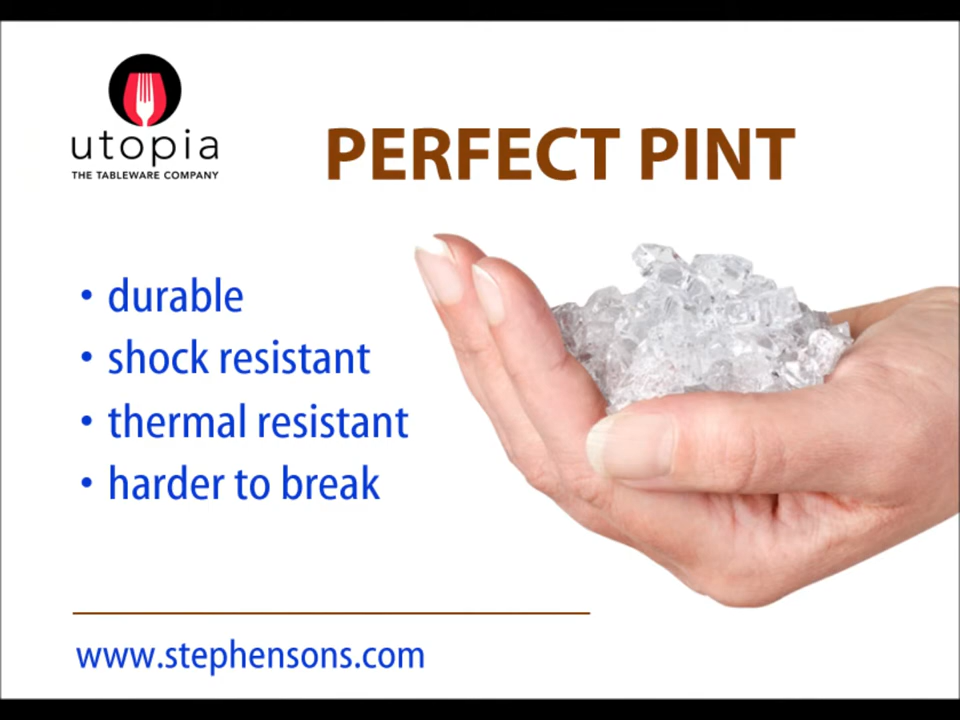 utopia
THE TABLEWARE COMPANY
PERFECT PINT
• durable
• shock resistant
• thermal resistant
• harder to break
www.stephensons.com